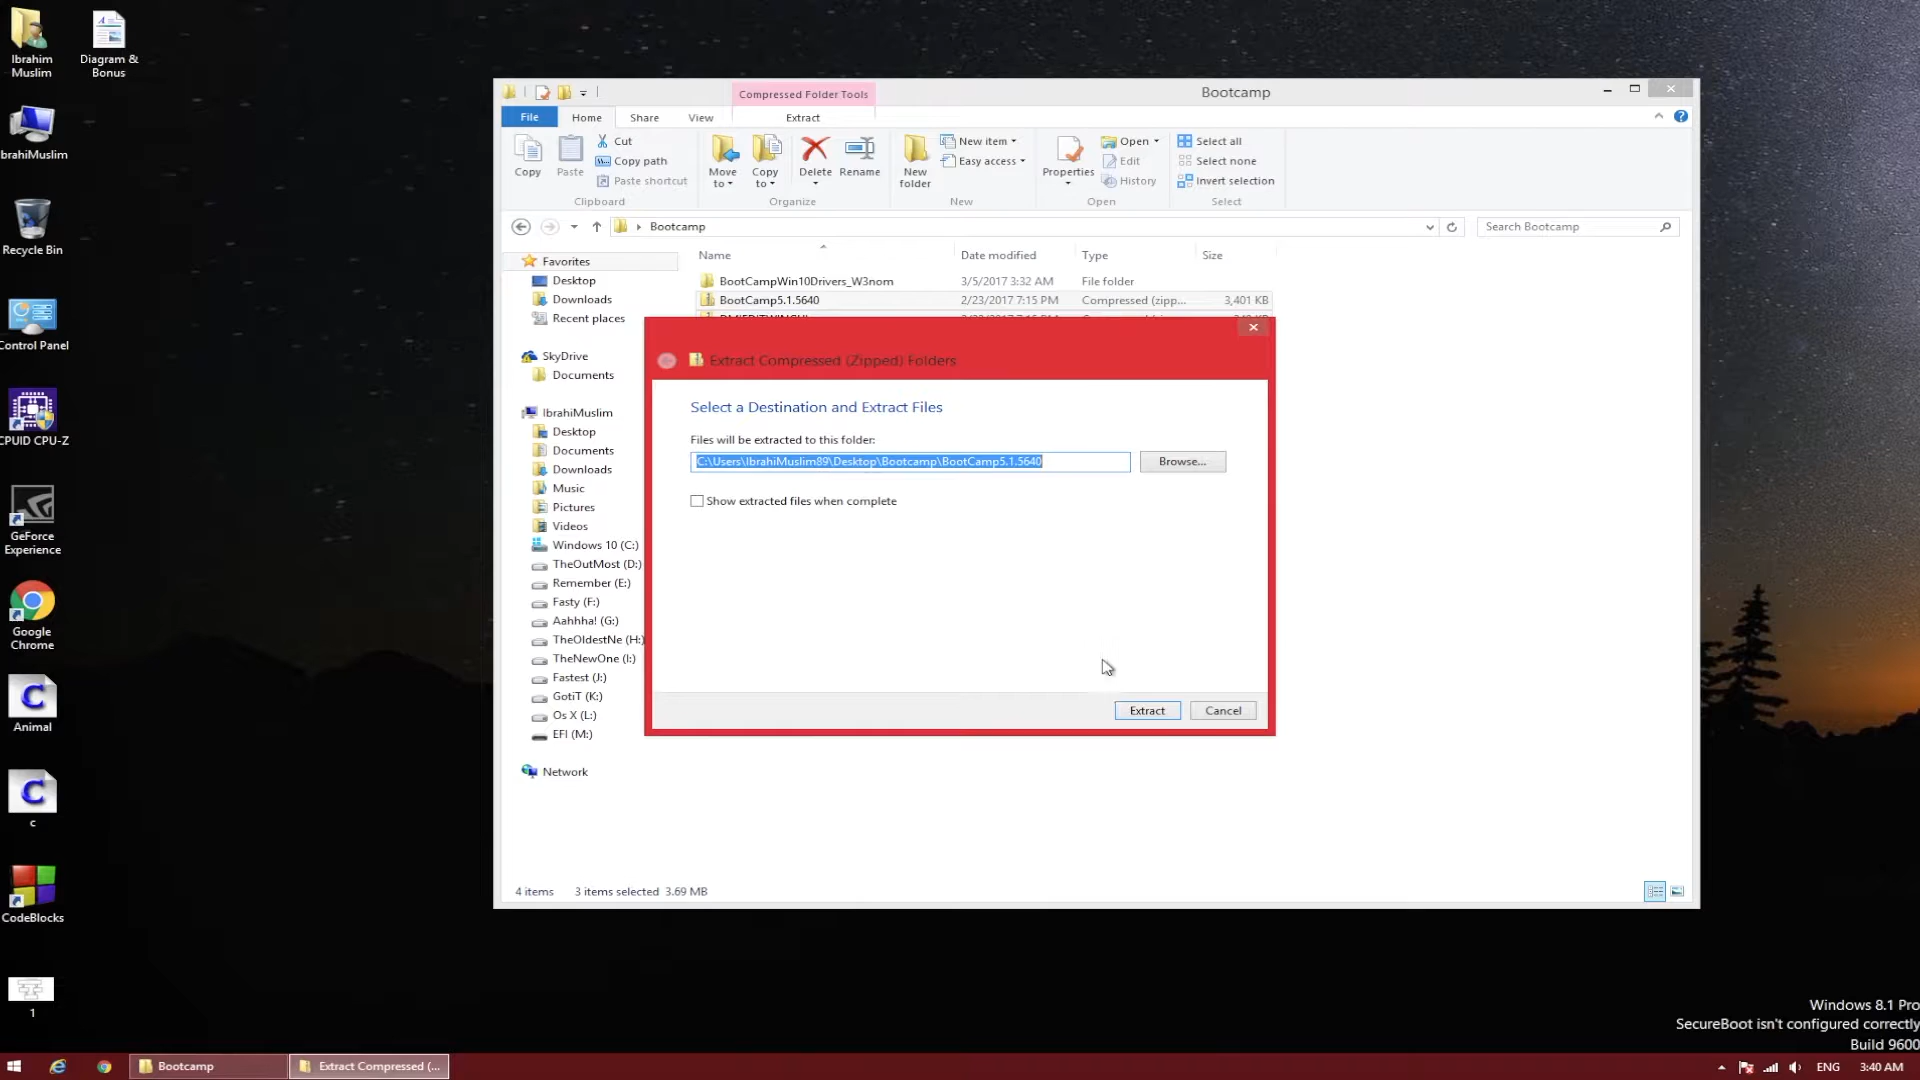 Ibrahim
Muslim
Diagram &
Bonus
brahiMuslim
Recycle Bin
Control Panel
CPUID CPU-Z
GeForce
Experience
Google
Chrome
Animal
c
CodeBlocks
1
Compressed Folder Tools
Bootcamp
File
Home
Share
View
Extract
Copy
Paste
Cut
Copy path
Paste shortcut
Clipboard
Move
to
Copy
to
Delete
Rename
Organize
New
folder
New item
Easy access
New
Properties
Open
Edit
History
Open
Select all
Select none
Invert selection
Select
Bootcamp
Search Bootcamp
Name
Date modified
Type
Size
BootCampWin10Drivers_W3nom
3/5/2017 3:32 AM
File folder
BootCamp5.1.5640
2/23/2017 7:15 PM
Compressed (zipp...
3,401 KB
Favorites
Desktop
Downloads
Recent places
SkyDrive
Documents
IbrahiMuslim
Desktop
Documents
Downloads
Music
Pictures
Videos
Windows 10 (C:)
TheOutMost (D:)
Remember (E:)
Fasty (F:)
Aahhha! (G:)
TheOldestNe (H:)
TheNewOne (I:)
Fastest (J:)
GotiT (K:)
Os X (L:)
EFI (M:)
Network
Extract Compressed (Zipped) Folders
Select a Destination and Extract Files
Files will be extracted to this folder:
C:\Users\IbrahiMuslim89\Desktop\Bootcamp\BootCamp5.1.5640
Browse...
Show extracted files when complete
Extract
Cancel
4 items
3 items selected 3.69 MB
Windows 8.1 Pro
SecureBoot isn't configured correctly
Build 9600
Bootcamp
Extract Compressed (...
ENG
3:40 AM